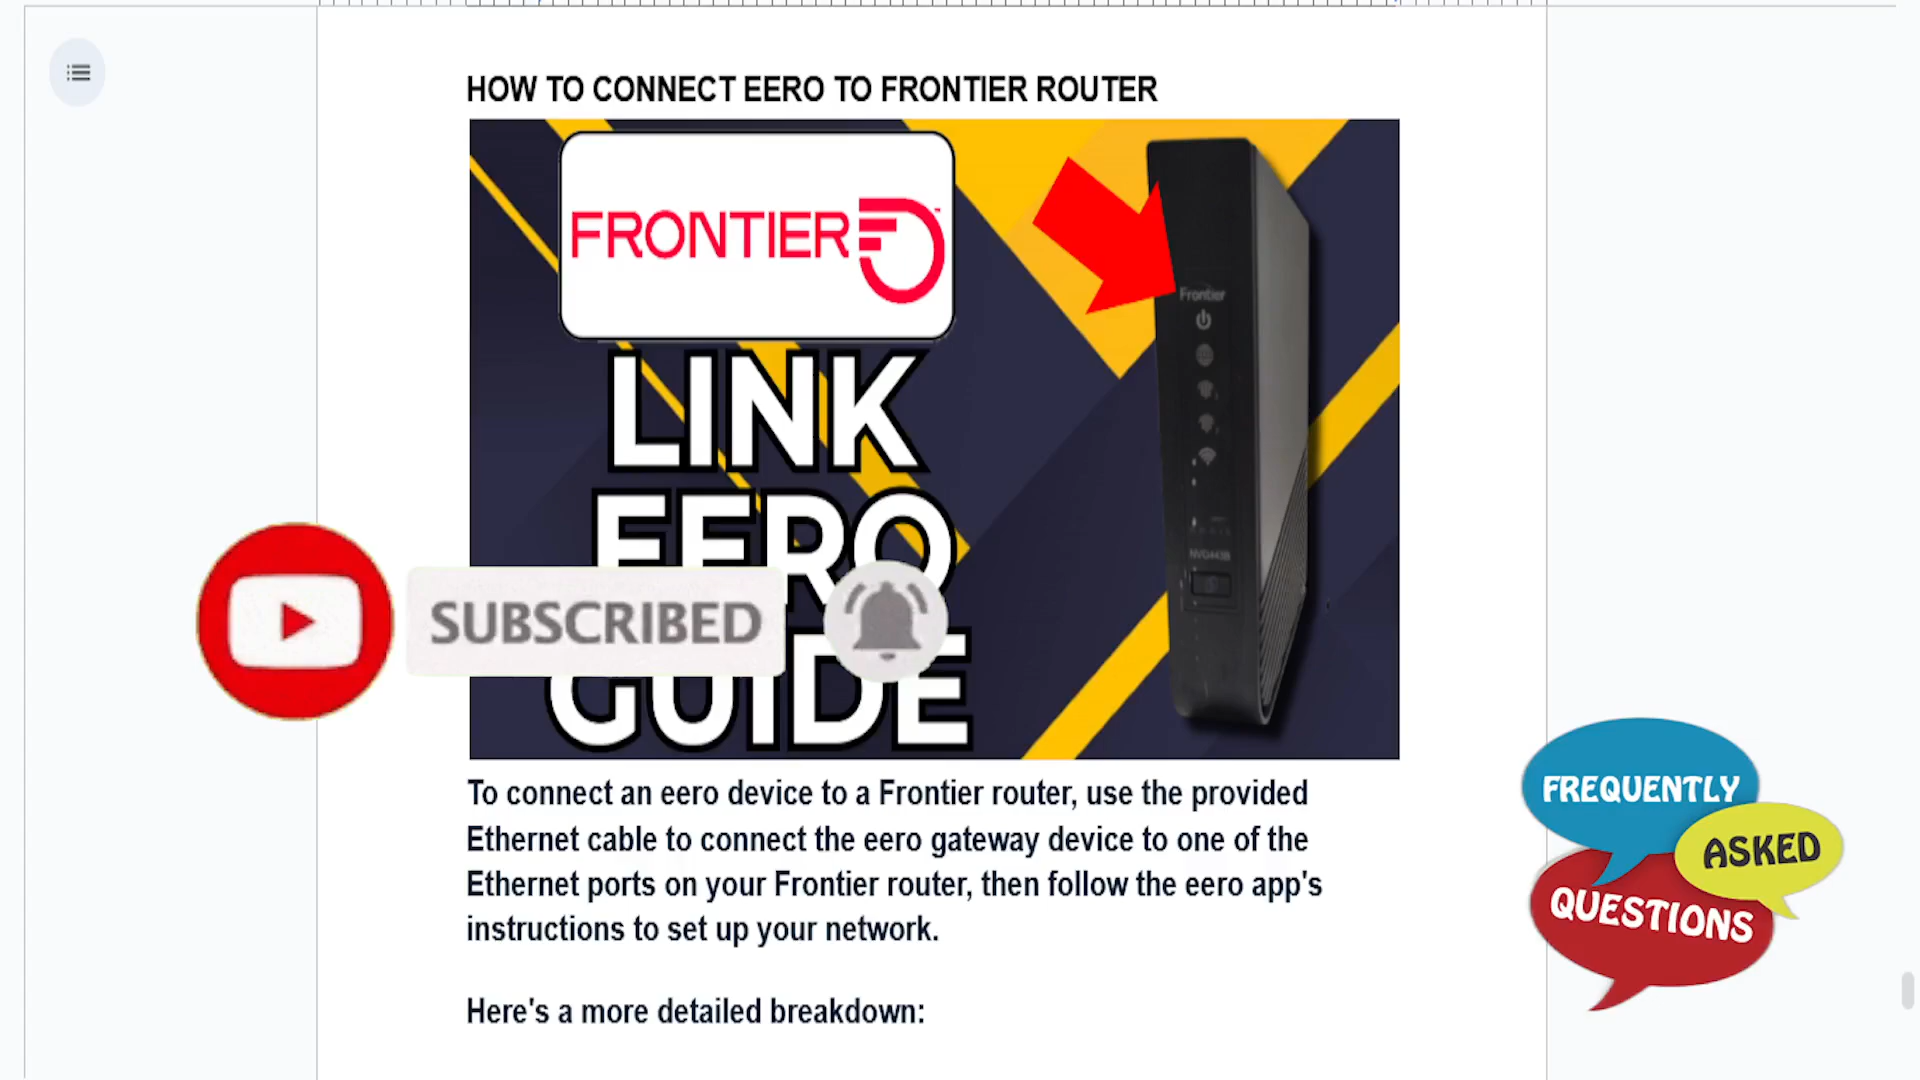 HOW TO CONNECT EERO TO FRONTIER ROUTER
FRONTIER
Frontier
LINK
EERO
GUIDE
NVG443B
SUBSCRIBED
To connect an eero device to a Frontier router, use the provided
Ethernet cable to connect the eero gateway device to one of the
Ethernet ports on your Frontier router, then follow the eero app's
instructions to set up your network.
Here's a more detailed breakdown:
FREQUENTLY
ASKED
QUESTIONS